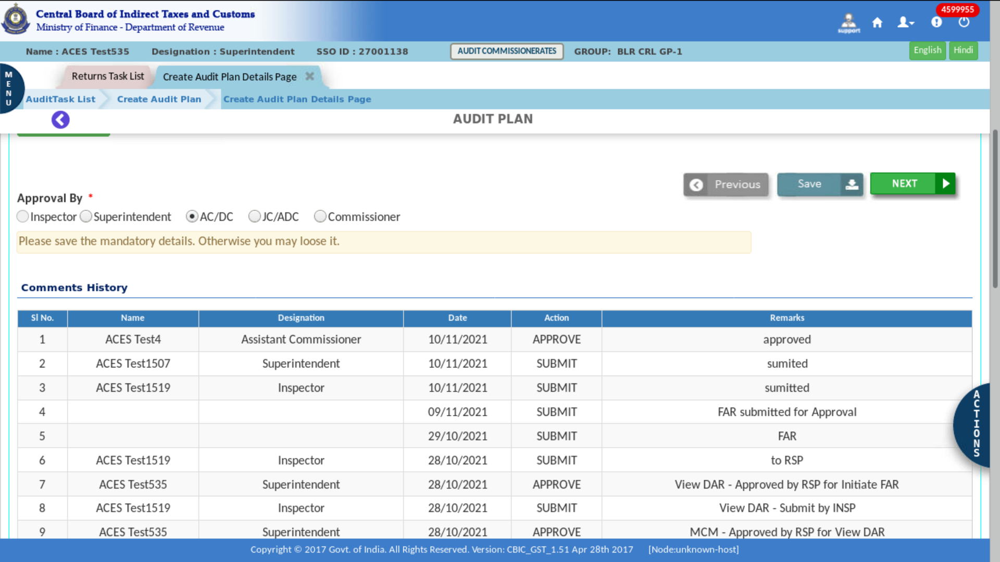 Central Board of Indirect Taxes and Customs
Ministry of Finance - Department of Revenue
support
4599955
Name : ACES Test535 Designation : Superintendent SSO ID : 27001138 AUDIT COMMISSIONERATES GROUP: BLR CRL GP-1 English Hindi
MENU
Returns Task List Create Audit Plan Details Page
AuditTask List Create Audit Plan Create Audit Plan Details Page
AUDIT PLAN
Previous Save NEXT
Approval By *
Inspector Superintendent AC/DC JC/ADC Commissioner
Please save the mandatory details. Otherwise you may loose it.
Comments History
Sl No. Name Designation Date Action Remarks
1 ACES Test4 Assistant Commissioner 10/11/2021 APPROVE approved
2 ACES Test1507 Superintendent 10/11/2021 SUBMIT sumited
3 ACES Test1519 Inspector 10/11/2021 SUBMIT sumitted
4 09/11/2021 SUBMIT FAR submitted for Approval
5 29/10/2021 SUBMIT FAR
6 ACES Test1519 Inspector 28/10/2021 SUBMIT to RSP
7 ACES Test535 Superintendent 28/10/2021 APPROVE View DAR - Approved by RSP for Initiate FAR
8 ACES Test1519 Inspector 28/10/2021 SUBMIT View DAR - Submit by INSP
9 ACES Test535 Superintendent 28/10/2021 APPROVE MCM - Approved by RSP for View DAR
ACTIONS
Copyright © 2017 Govt. of India. All Rights Reserved. Version: CBIC_GST_1.51 Apr 28th 2017 [Node:unknown-host]